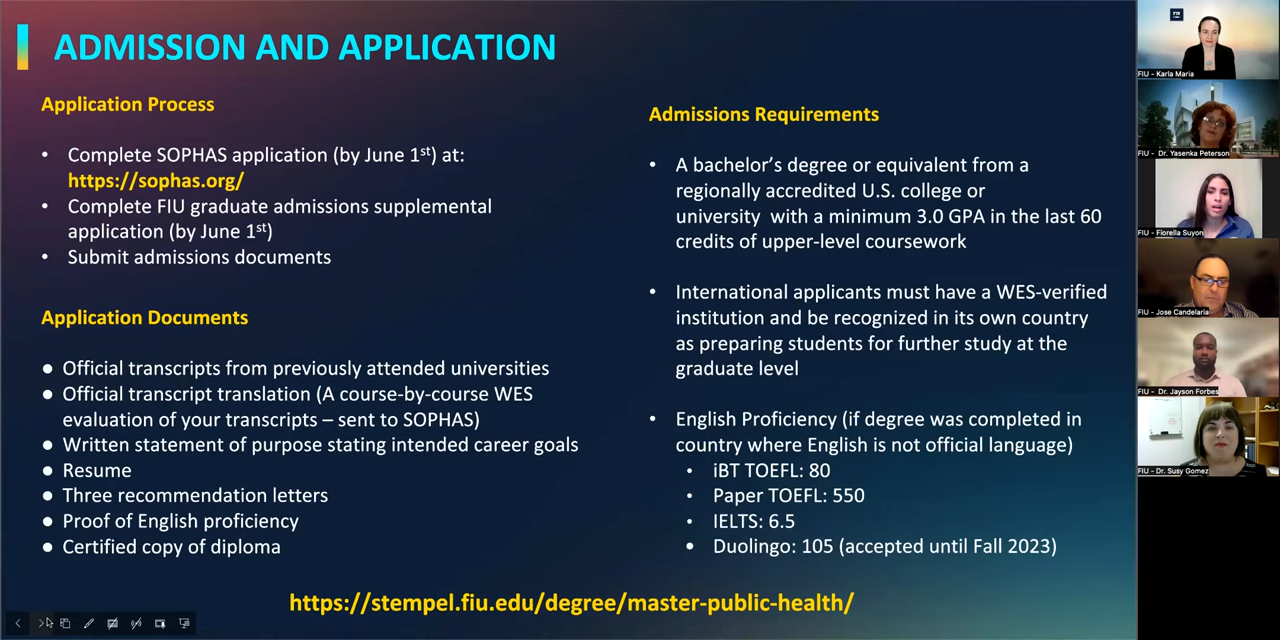 ADMISSION AND APPLICATION
Application Process
• Complete SOPHAS application (by June 1st) at:
https://sophas.org/
• Complete FIU graduate admissions supplemental
application (by June 1st)
• Submit admissions documents
Application Documents
● Official transcripts from previously attended universities
● Official transcript translation (A course-by-course WES
evaluation of your transcripts – sent to SOPHAS)
● Written statement of purpose stating intended career goals
● Resume
● Three recommendation letters
● Proof of English proficiency
● Certified copy of diploma
Admissions Requirements
• A bachelor’s degree or equivalent from a
regionally accredited U.S. college or
university with a minimum 3.0 GPA in the last 60
credits of upper-level coursework
• International applicants must have a WES-verified
institution and be recognized in its own country
as preparing students for further study at the
graduate level
• English Proficiency (if degree was completed in
country where English is not official language)
• iBT TOEFL: 80
• Paper TOEFL: 550
• IELTS: 6.5
• Duolingo: 105 (accepted until Fall 2023)
https://stempel.fiu.edu/degree/master-public-health/
FIU
FIU - Karla Maria
FIU - Dr. Yasenka Peterson
FIU - Fiorella Suyon
FIU - Jose Candelaria
FIU - Dr. Jayson Forbes
FIU - Dr. Susy Gomez